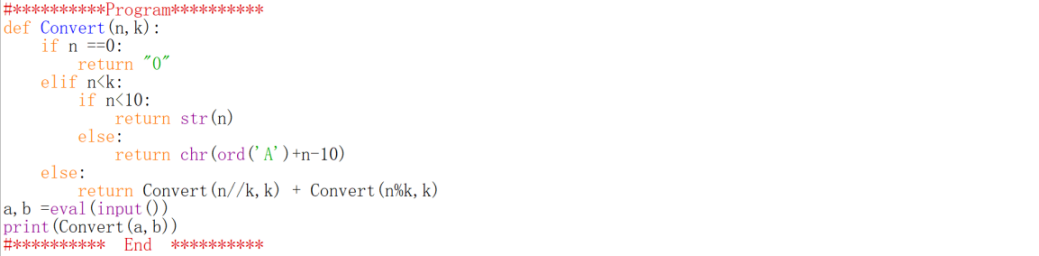 #**********Program**********
def Convert(n,k):
    if n ==0:
        return "0"
    elif n<k:
        if n<10:
            return str(n)
        else:
            return chr(ord('A')+n-10)
    else:
        return Convert(n//k,k) + Convert(n%k,k)
a,b =eval(input())
print(Convert(a,b))
#**********  End  **********